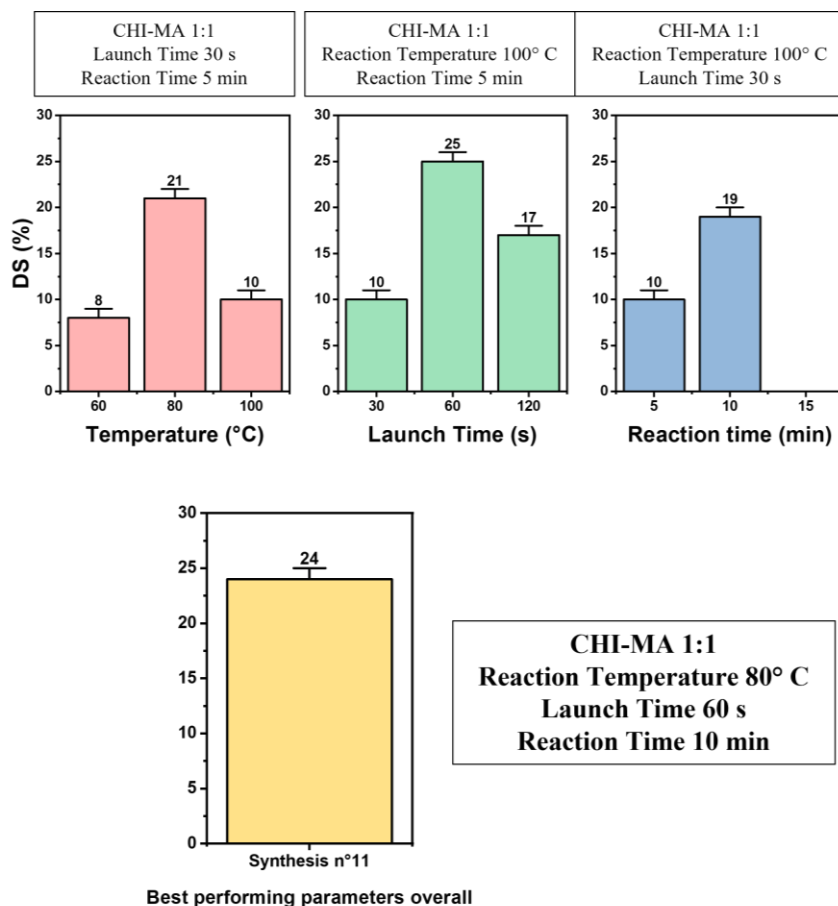 CHI-MA 1:1
Launch Time 30 s
Reaction Time 5 min
CHI-MA 1:1
Reaction Temperature 100° C
Reaction Time 5 min
CHI-MA 1:1
Reaction Temperature 100° C
Launch Time 30 s
DS (%)
30
25
20
15
10
5
0
8
21
10
60
80
100
Temperature (°C)
30
25
20
15
10
5
0
10
25
17
30
60
120
Launch Time (s)
30
25
20
15
10
5
0
10
19
5
10
15
Reaction time (min)
30
25
20
15
10
5
0
24
Synthesis n°11
Best performing parameters overall
CHI-MA 1:1
Reaction Temperature 80° C
Launch Time 60 s
Reaction Time 10 min